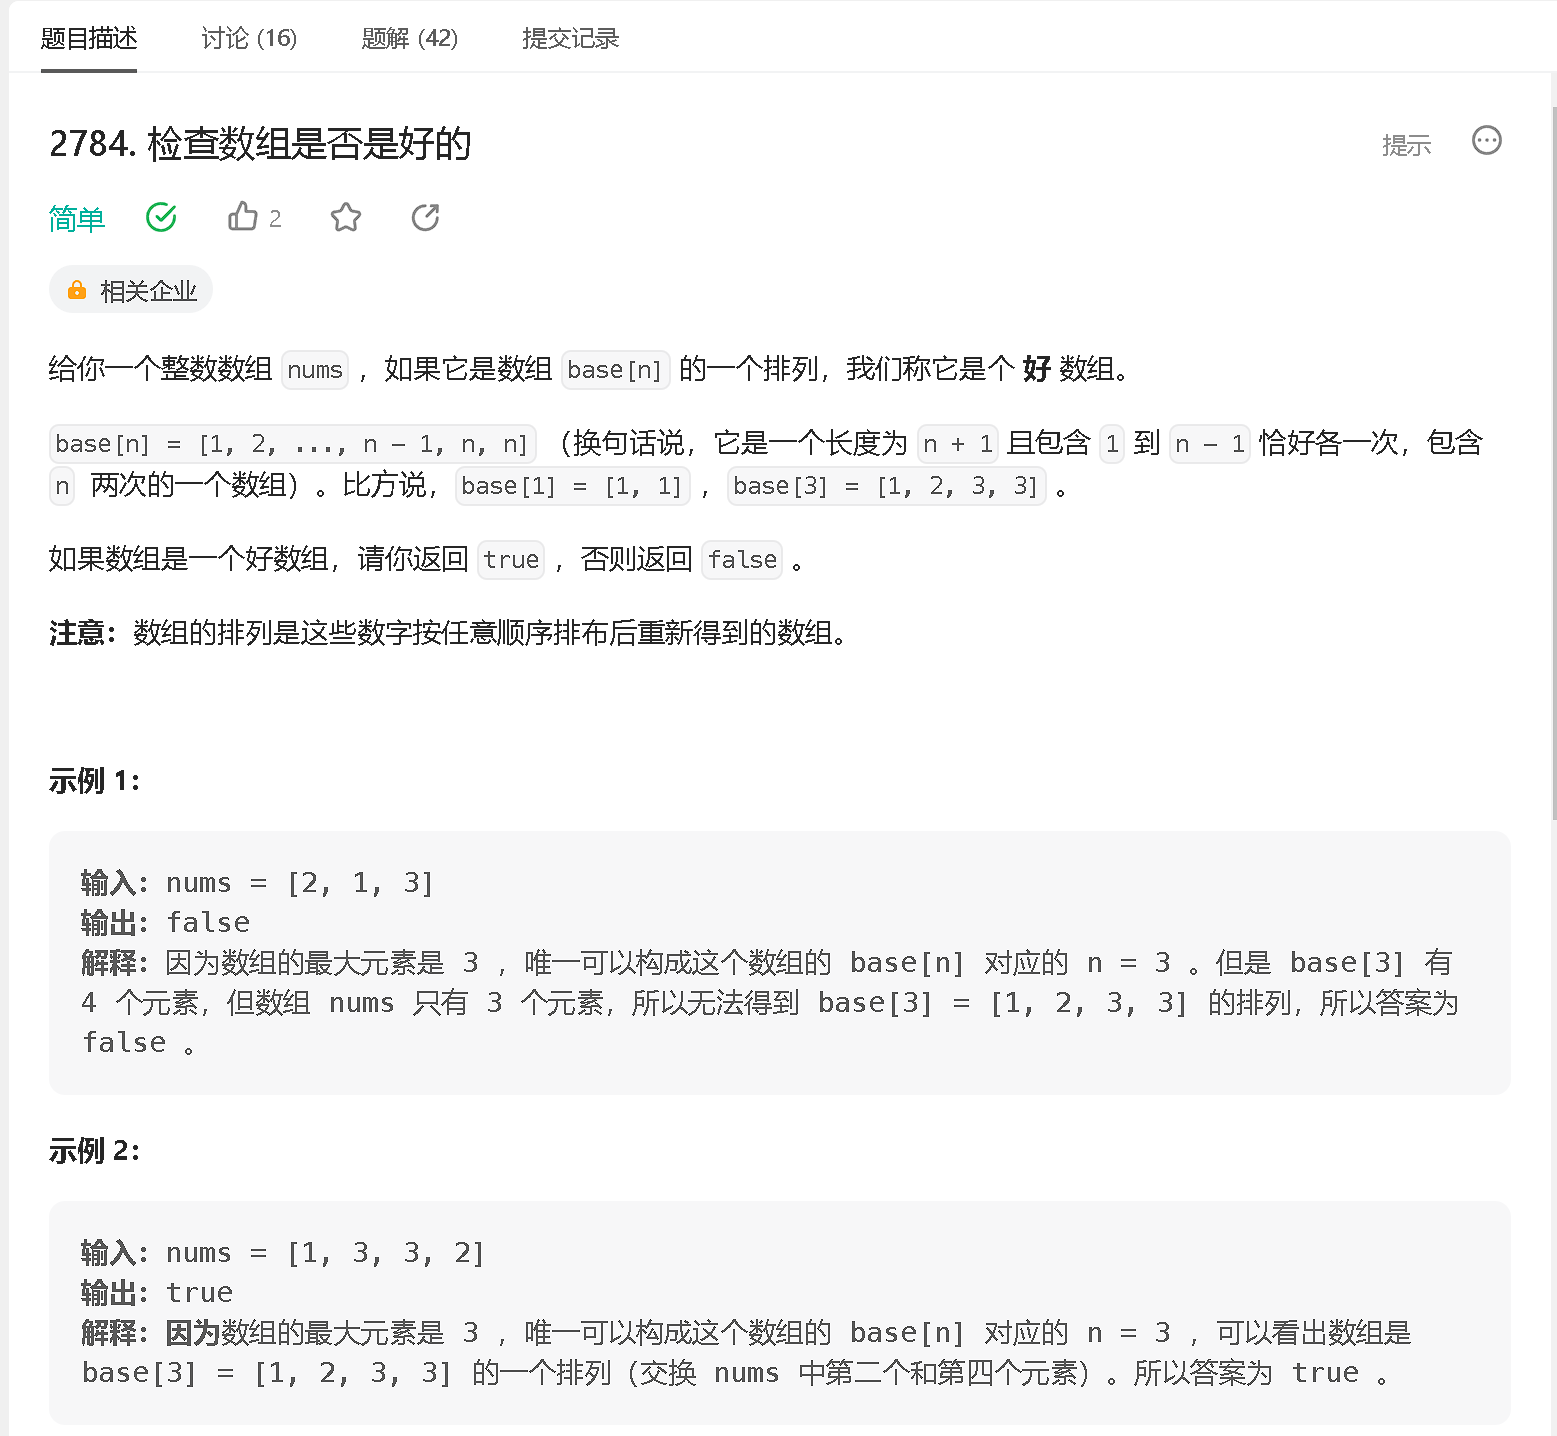 题目描述 讨论 (16) 题解 (42) 提交记录
2784. 检查数组是否是好的
提示
简单 2
相关企业
给你一个整数数组 nums ，如果它是数组 base[n] 的一个排列，我们称它是个 好 数组。
base[n] = [1, 2, ..., n - 1, n, n] （换句话说，它是一个长度为 n + 1 且包含 1 到 n - 1 恰好各一次，包含
n 两次的一个数组）。比方说，base[1] = [1, 1] ，base[3] = [1, 2, 3, 3] 。
如果数组是一个好数组，请你返回 true ，否则返回 false 。
注意：数组的排列是这些数字按任意顺序排布后重新得到的数组。
示例 1：
输入：nums = [2, 1, 3]
输出：false
解释：因为数组的最大元素是 3 ，唯一可以构成这个数组的 base[n] 对应的 n = 3 。但是 base[3] 有
4 个元素，但数组 nums 只有 3 个元素，所以无法得到 base[3] = [1, 2, 3, 3] 的排列，所以答案为
false 。
示例 2：
输入：nums = [1, 3, 3, 2]
输出：true
解释：因为数组的最大元素是 3 ，唯一可以构成这个数组的 base[n] 对应的 n = 3 ，可以看出数组是
base[3] = [1, 2, 3, 3] 的一个排列（交换 nums 中第二个和第四个元素）。所以答案为 true 。